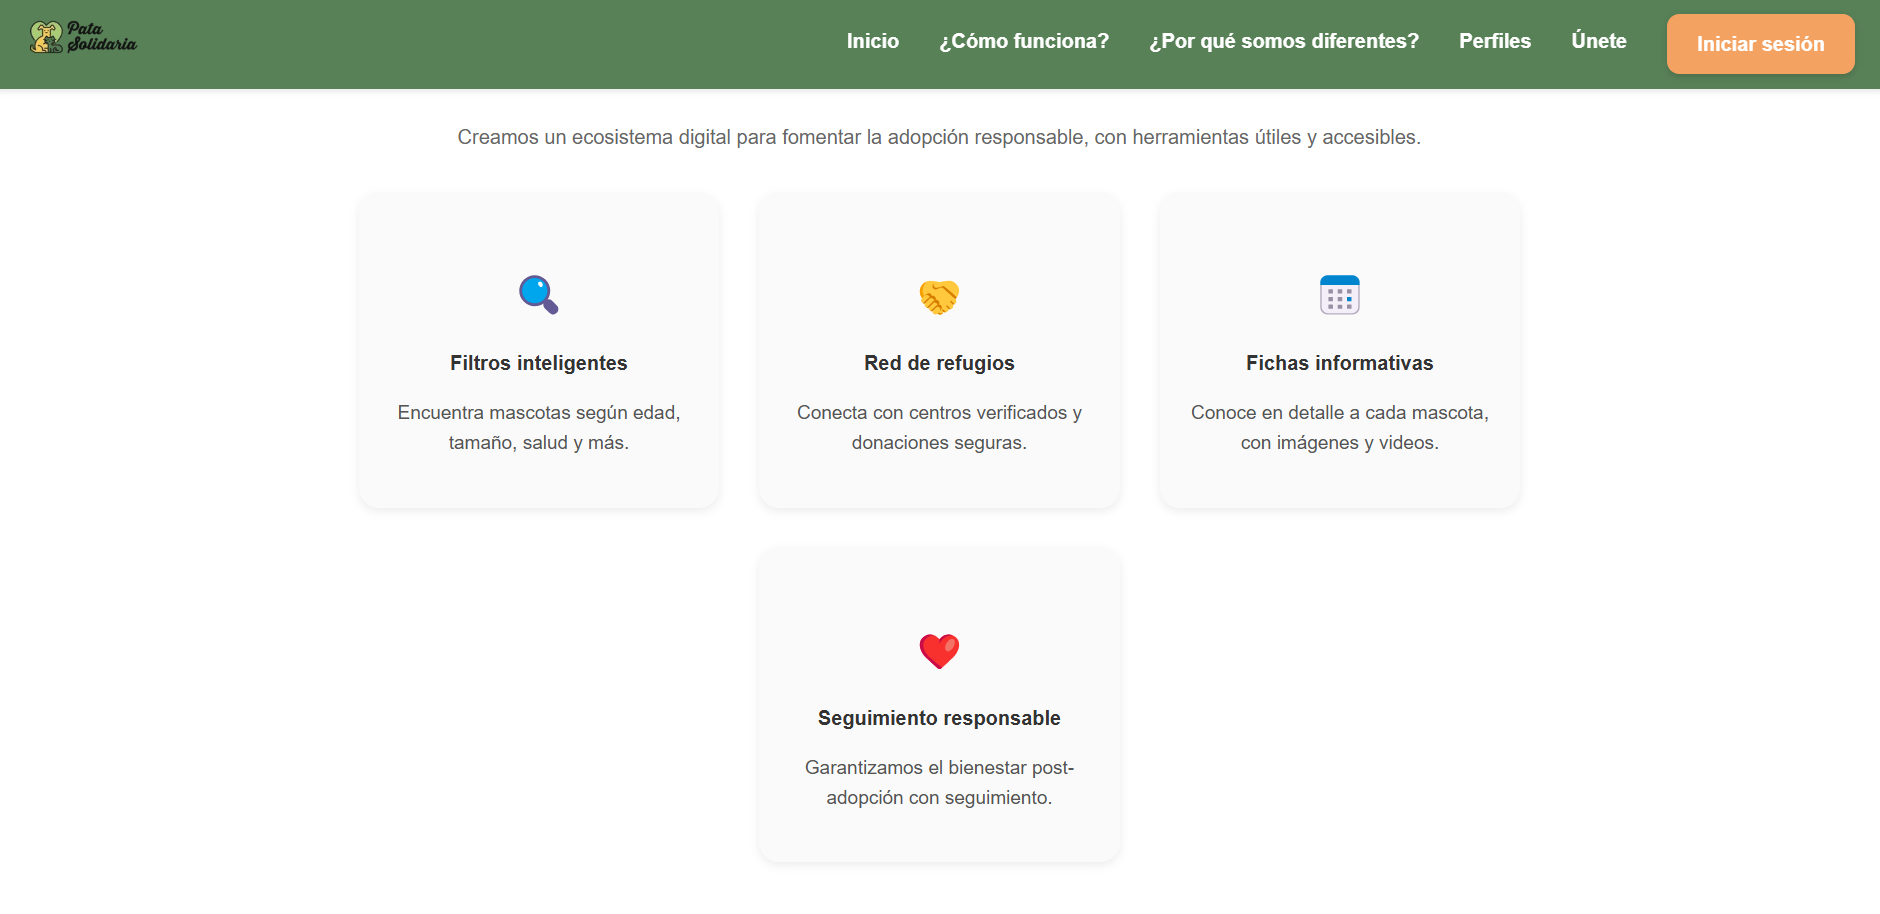 Pata
Solidaria
Inicio
¿Cómo funciona?
¿Por qué somos diferentes?
Perfiles
Únete
Iniciar sesión
Creamos un ecosistema digital para fomentar la adopción responsable, con herramientas útiles y accesibles.
Filtros inteligentes
Encuentra mascotas según edad,
tamaño, salud y más.
Red de refugios
Conecta con centros verificados y
donaciones seguras.
Fichas informativas
Conoce en detalle a cada mascota,
con imágenes y videos.
Seguimiento responsable
Garantizamos el bienestar post-
adopción con seguimiento.